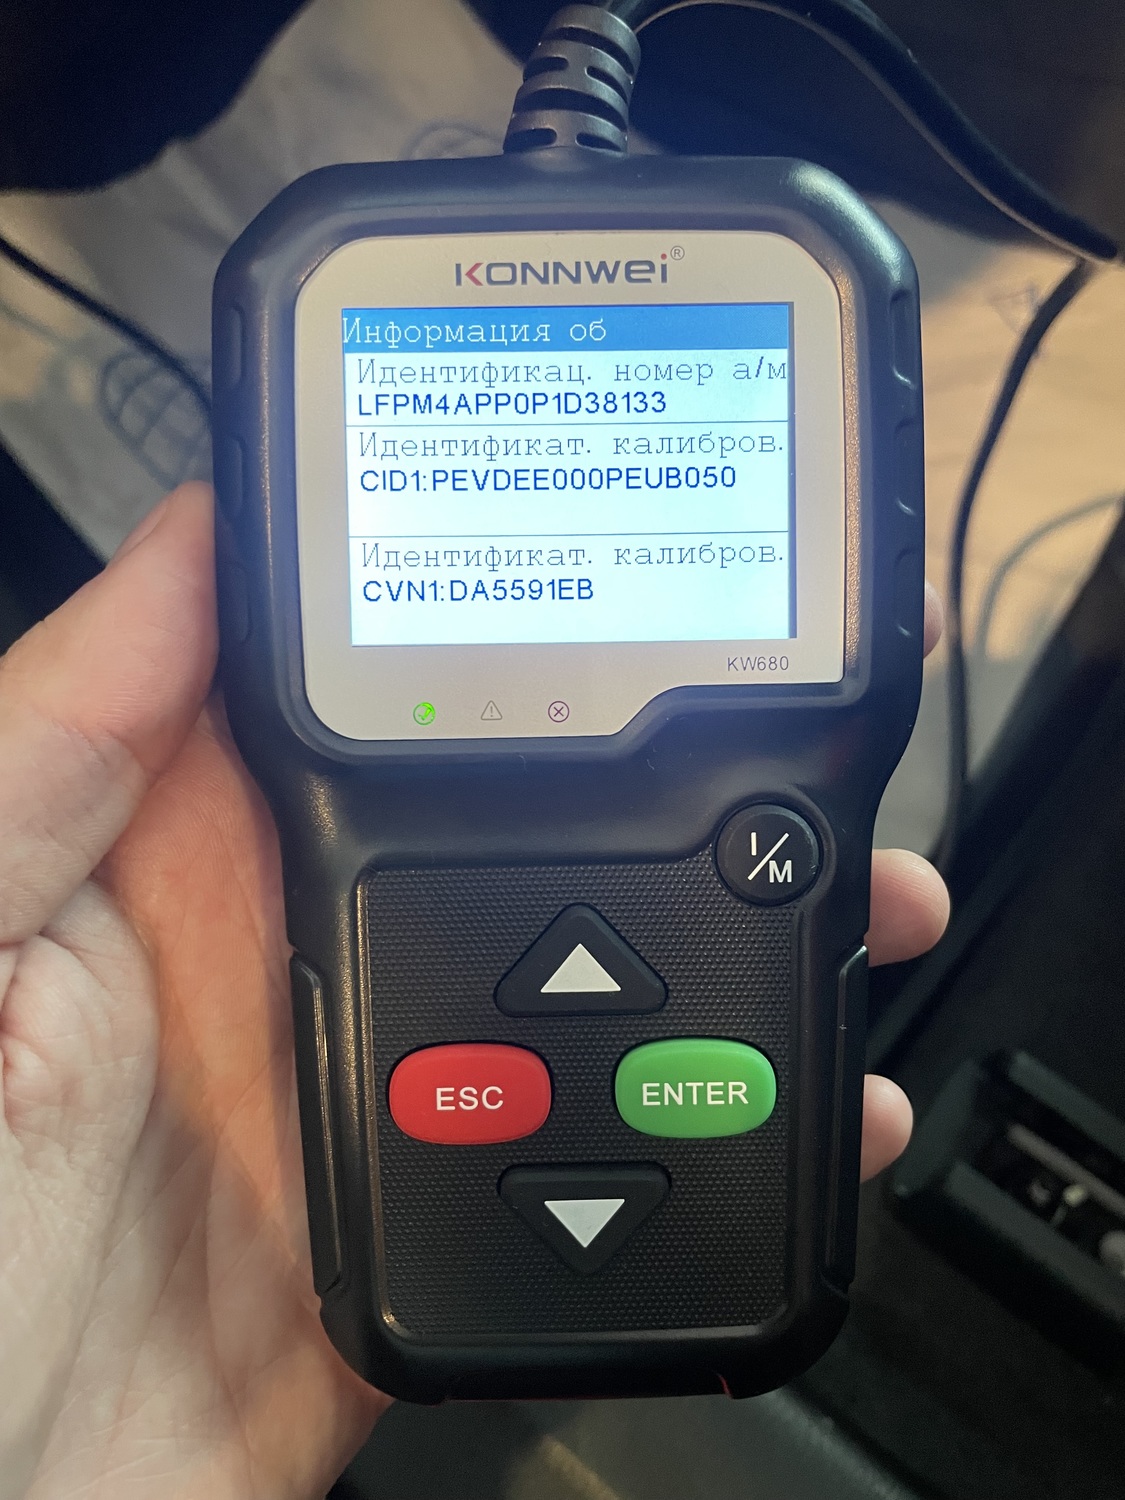 KONNWEI®
Информация об
Идентификац. номер а/м
LFPM4APP0P1D38133
Идентификат. калибров.
CID1:PEVDEE000PEUB050
Идентификат. калибров.
CVN1:DA5591EB
KW680
I/M
ESC
ENTER